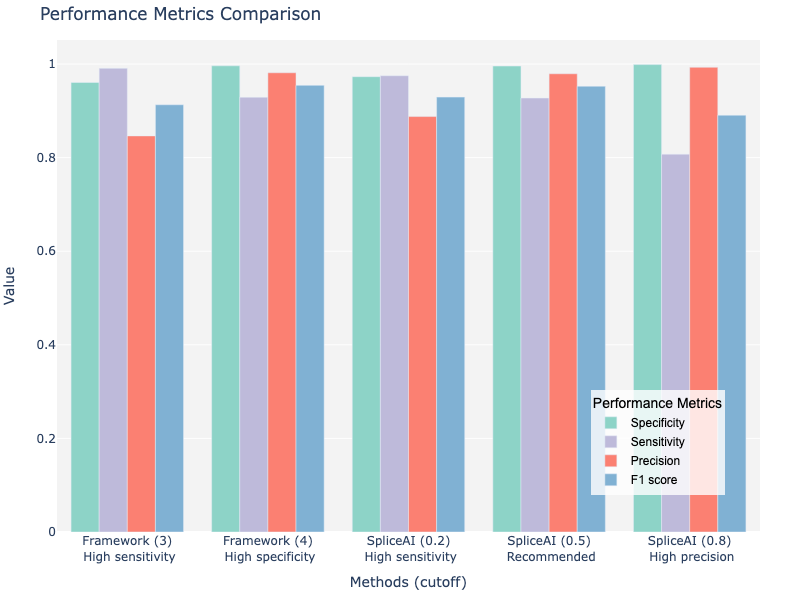 Performance Metrics Comparison
Value
1
0.8
0.6
0.4
0.2
0
Performance Metrics
Specificity
Sensitivity
Precision
F1 score
Framework (3)
High sensitivity
Framework (4)
High specificity
SpliceAI (0.2)
High sensitivity
SpliceAI (0.5)
Recommended
SpliceAI (0.8)
High precision
Methods (cutoff)